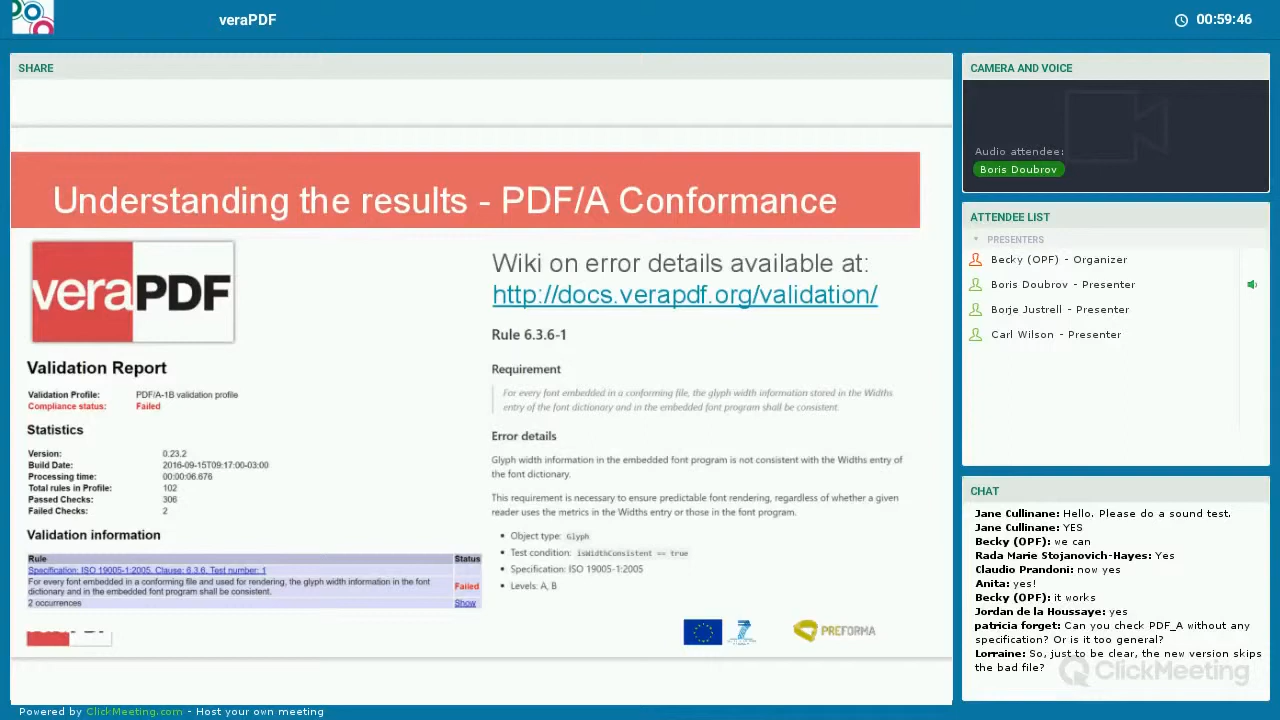 veraPDF
00:59:46
SHARE
Understanding the results - PDF/A Conformance
veraPDF
Validation Report
Validation Profile: PDF/A-1B validation profile
Compliance status: Failed
Statistics
Version: 0.23.2
Build Date: 2016-09-15T09:17:00-03:00
Processing time: 00:00:06.676
Total rules in Profile: 102
Passed Checks: 306
Failed Checks: 2
Validation information
Rule Status
Specification: ISO 19005-1:2005, Clause: 6.3.6, Test number: 1
For every font embedded in a conforming file and used for rendering, the glyph width information in the font
dictionary and in the embedded font program shall be consistent.
Failed
2 occurrences Show
Wiki on error details available at:
http://docs.verapdf.org/validation/
Rule 6.3.6-1
Requirement
For every font embedded in a conforming file, the glyph width information stored in the Widths
entry of the font dictionary and in the embedded font program shall be consistent.
Error details
Glyph width information in the embedded font program is not consistent with the Widths entry of
the font dictionary.
This requirement is necessary to ensure predictable font rendering, regardless of whether a given
reader uses the metrics in the Widths entry or those in the font program.
• Object type: Glyph
• Test condition: isWidthConsistent == true
• Specification: ISO 19005-1:2005
• Levels: A, B
PREFORMA
CAMERA AND VOICE
Audio attendee:
Boris Doubrov
ATTENDEE LIST
• PRESENTERS
Becky (OPF) - Organizer
Boris Doubrov - Presenter
Borje Justrell - Presenter
Carl Wilson - Presenter
CHAT
Jane Cullinane: Hello. Please do a sound test.
Jane Cullinane: YES
Becky (OPF): we can
Rada Marie Stojanovich-Hayes: Yes
Claudio Prandoni: now yes
Anita: yes!
Becky (OPF): it works
Jordan de la Houssaye: yes
patricia forget: Can you check PDF_A without any
specification? Or is it too general?
Lorraine: So, just to be clear, the new version skips
the bad file?
ClickMeeting
Powered by ClickMeeting.com - Host your own meeting